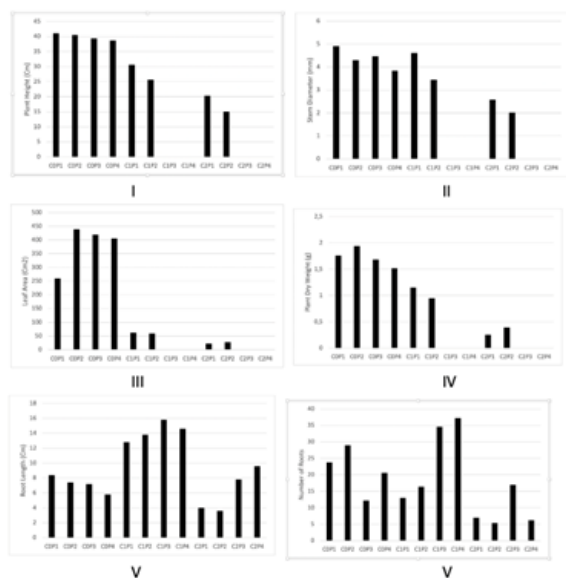 Plant Height (Cm)
45
40
35
30
25
20
15
10
5
0
C0P1 C0P2 C0P3 C0P4 C1P1 C1P2 C1P3 C1P4 C2P1 C2P2 C2P3 C2P4
I
Stem Diameter (mm)
6
5
4
3
2
1
0
C0P1 C0P2 C0P3 C0P4 C1P1 C1P2 C1P3 C1P4 C2P1 C2P2 C2P3 C2P4
II
Leaf Area (Cm2)
500
450
400
350
300
250
200
150
100
50
0
C0P1 C0P2 C0P3 C0P4 C1P1 C1P2 C1P3 C1P4 C2P1 C2P2 C2P3 C2P4
III
Plant Dry Weight (g)
2,5
2
1,5
1
0,5
0
C0P1 C0P2 C0P3 C0P4 C1P1 C1P2 C1P3 C1P4 C2P1 C2P2 C2P3 C2P4
IV
Root Length (Cm)
18
16
14
12
10
8
6
4
2
0
C0P1 C0P2 C0P3 C0P4 C1P1 C1P2 C1P3 C1P4 C2P1 C2P2 C1P3 C2P4
V
Number of Roots
40
35
30
25
20
15
10
5
0
C0P1 C0P2 C0P3 C0P4 C1P1 C1P2 C1P3 C1P4 C2P1 C2P2 C2P3 C2P4
V